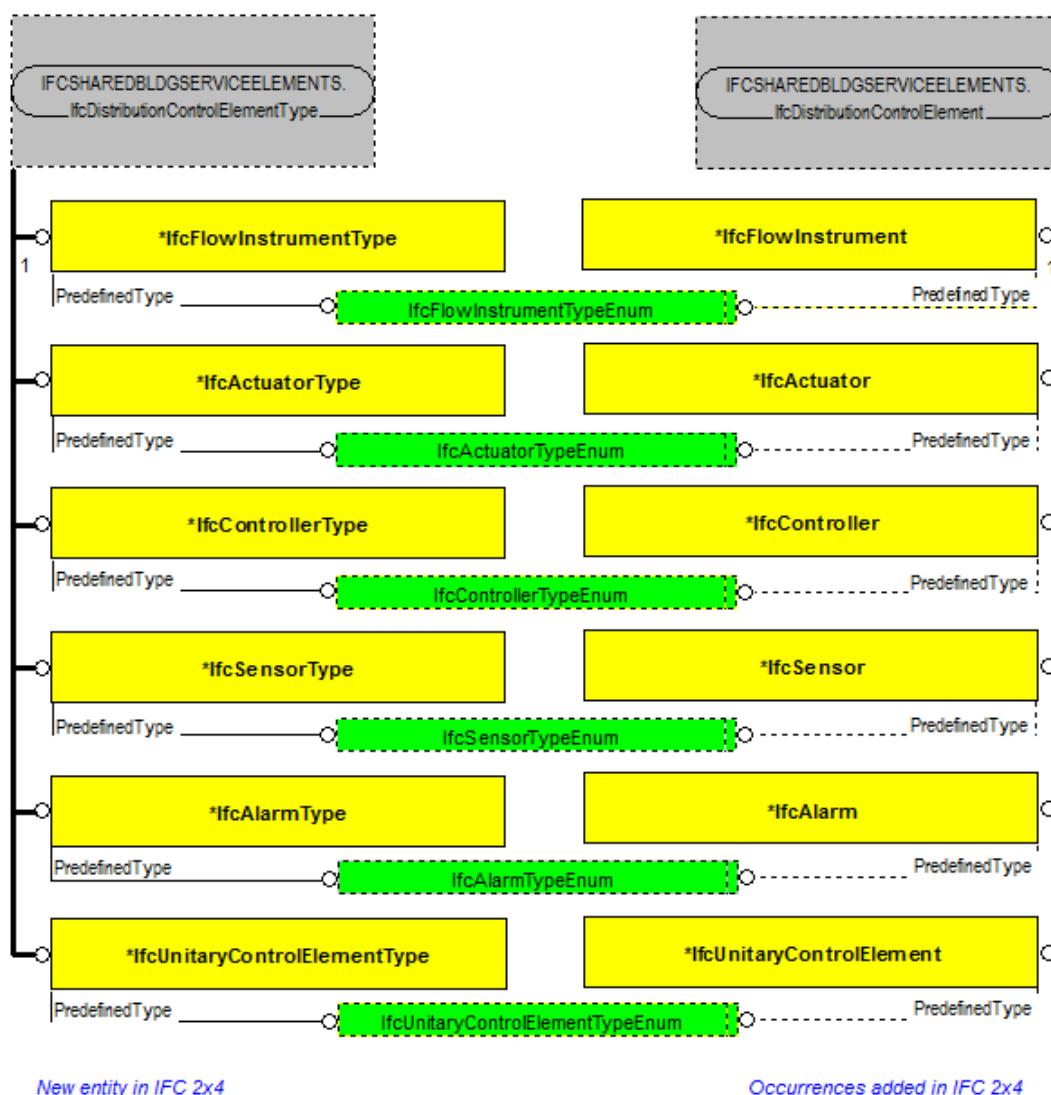 IFCSHAREDBLDGSERVICEELEMENTS.
IfcDistributionControlElementType
IFCSHAREDBLDGSERVICEELEMENTS.
IfcDistributionControlElement
*IfcFlowInstrumentType
*IfcFlowInstrument
1
1
PredefinedType
IfcFlowInstrumentTypeEnum
PredefinedType
*IfcActuatorType
*IfcActuator
PredefinedType
IfcActuatorTypeEnum
PredefinedType
*IfcControllerType
*IfcController
PredefinedType
IfcControllerTypeEnum
PredefinedType
*IfcSensorType
*IfcSensor
PredefinedType
IfcSensorTypeEnum
PredefinedType
*IfcAlarmType
*IfcAlarm
PredefinedType
IfcAlarmTypeEnum
PredefinedType
*IfcUnitaryControlElementType
*IfcUnitaryControlElement
PredefinedType
IfcUnitaryControlElementTypeEnum
PredefinedType
New entity in IFC 2x4
Occurrences added in IFC 2x4